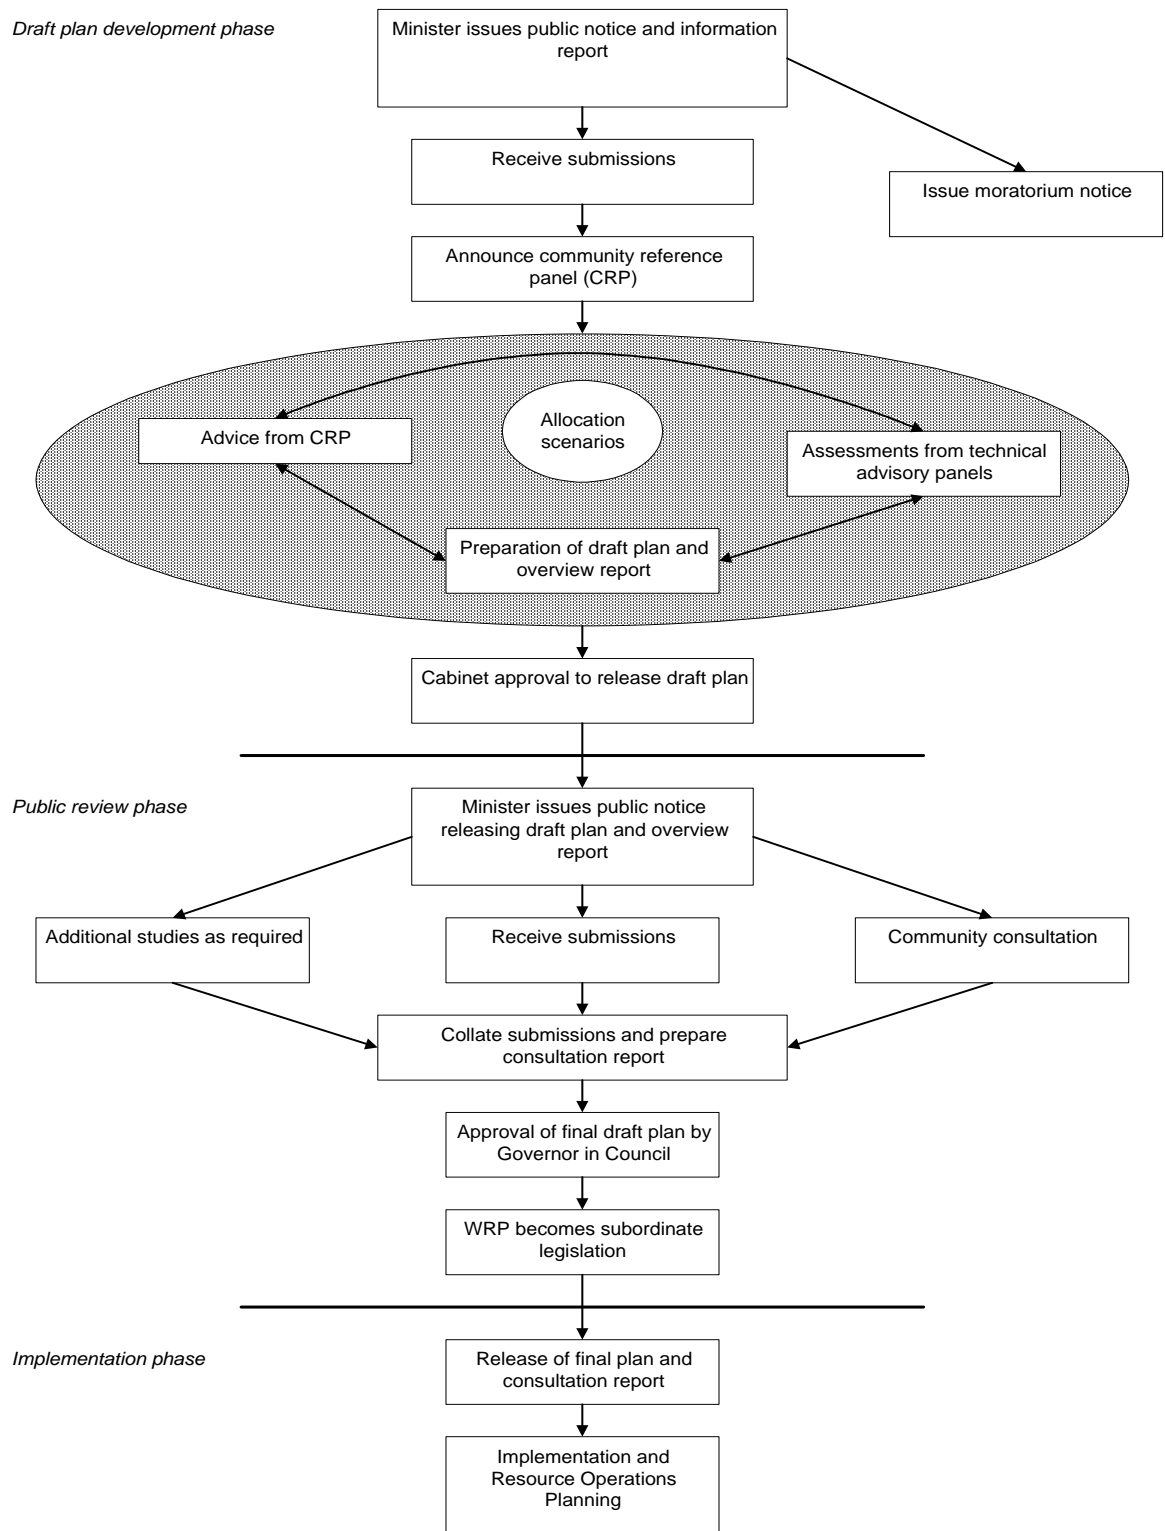 Draft plan development phase
Minister issues public notice and information
report
Receive submissions
Issue moratorium notice
Announce community reference
panel (CRP)
Allocation
scenarios
Advice from CRP
Assessments from technical
advisory panels
Preparation of draft plan and
overview report
Cabinet approval to release draft plan
Public review phase
Minister issues public notice
releasing draft plan and overview
report
Additional studies as required
Receive submissions
Community consultation
Collate submissions and prepare
consultation report
Approval of final draft plan by
Governor in Council
WRP becomes subordinate
legislation
Implementation phase
Release of final plan and
consultation report
Implementation and
Resource Operations
Planning